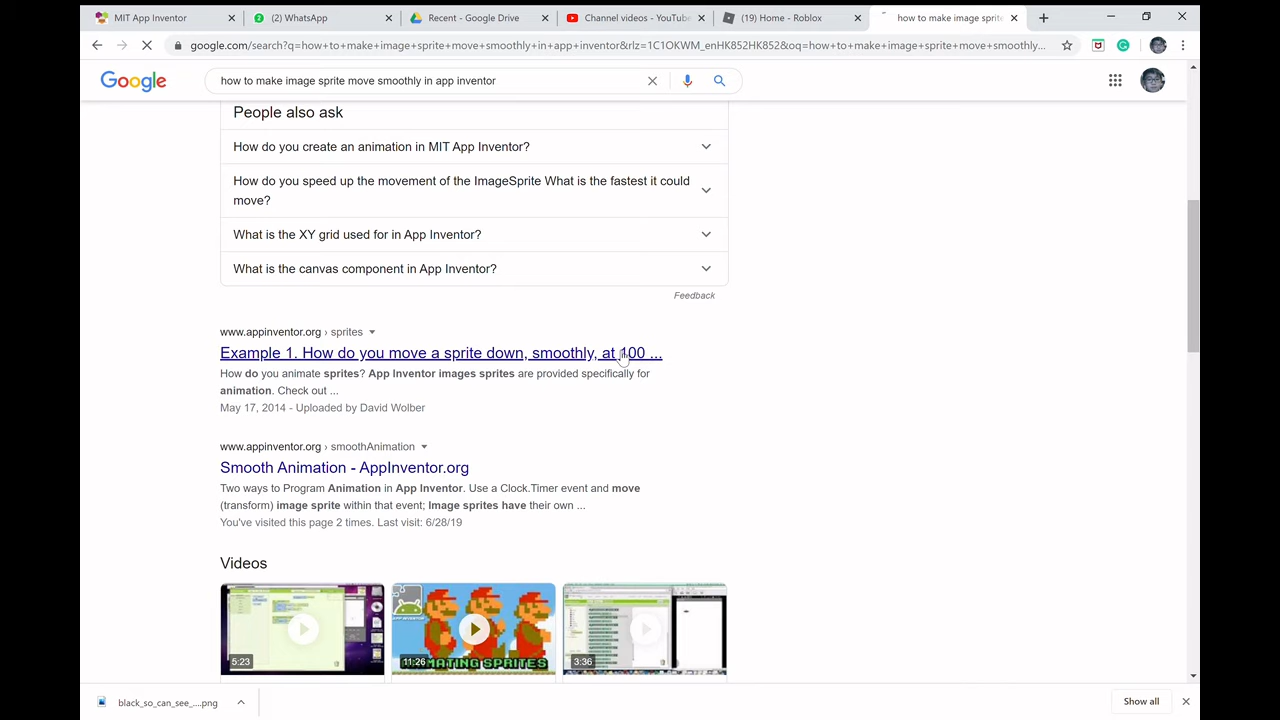 MIT App Inventor
(2) WhatsApp
Recent - Google Drive
Channel videos - YouTub
(19) Home - Roblox
how to make image sprit
google.com/search?q=how+to+make+image+sprite+move+smoothly+in+app+inventor&rlz=1C1OKWM_enHK852HK852&oq=how+to+make+image+sprite+move+smoothly...
Google
how to make image sprite move smoothly in app inventor
People also ask
How do you create an animation in MIT App Inventor?
How do you speed up the movement of the ImageSprite What is the fastest it could
move?
What is the XY grid used for in App Inventor?
What is the canvas component in App Inventor?
Feedback
www.appinventor.org › sprites
Example 1. How do you move a sprite down, smoothly, at 100 ...
How do you animate sprites? App Inventor images sprites are provided specifically for
animation. Check out ...
May 17, 2014 - Uploaded by David Wolber
www.appinventor.org › smoothAnimation
Smooth Animation - AppInventor.org
Two ways to Program Animation in App Inventor. Use a Clock.Timer event and move
(transform) image sprite within that event; Image sprites have their own ...
You've visited this page 2 times. Last visit: 6/28/19
Videos
5:23
11:26
MATING SPRITES
3:36
black_so_can_see_....png
Show all